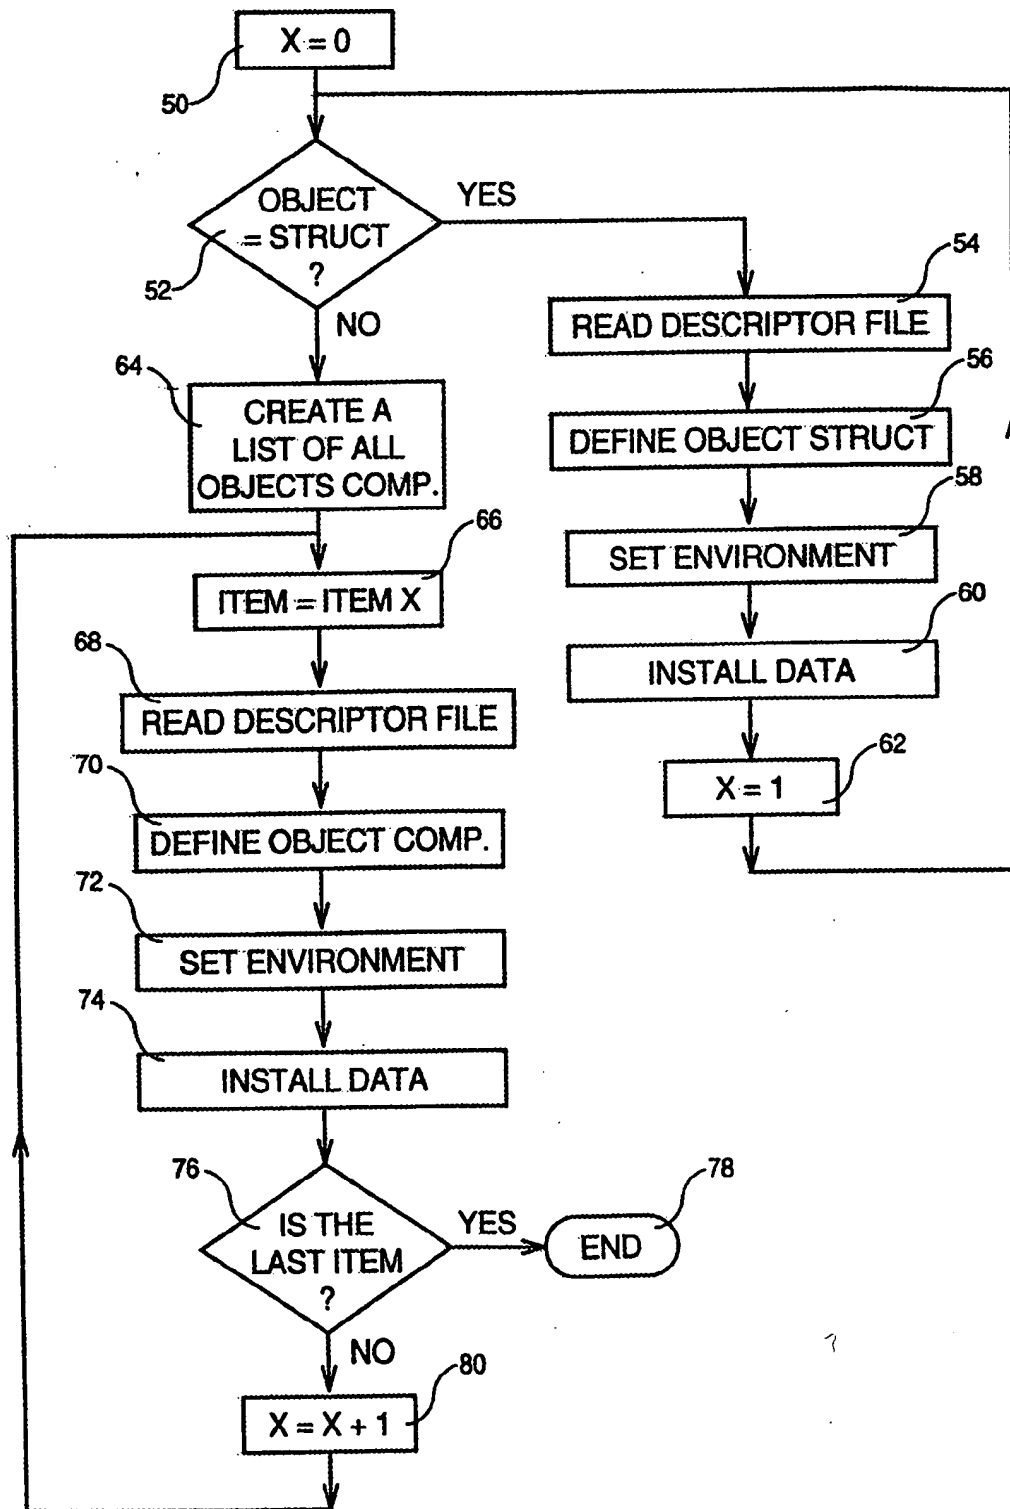 X = 0
50
OBJECT
= STRUCT
?
52
YES
NO
54
READ DESCRIPTOR FILE
56
DEFINE OBJECT STRUCT
58
SET ENVIRONMENT
60
INSTALL DATA
62
X = 1
64
CREATE A
LIST OF ALL
OBJECTS COMP.
66
ITEM = ITEM X
68
READ DESCRIPTOR FILE
70
DEFINE OBJECT COMP.
72
SET ENVIRONMENT
74
INSTALL DATA
76
IS THE
LAST ITEM
?
YES
78
END
NO
80
X = X + 1